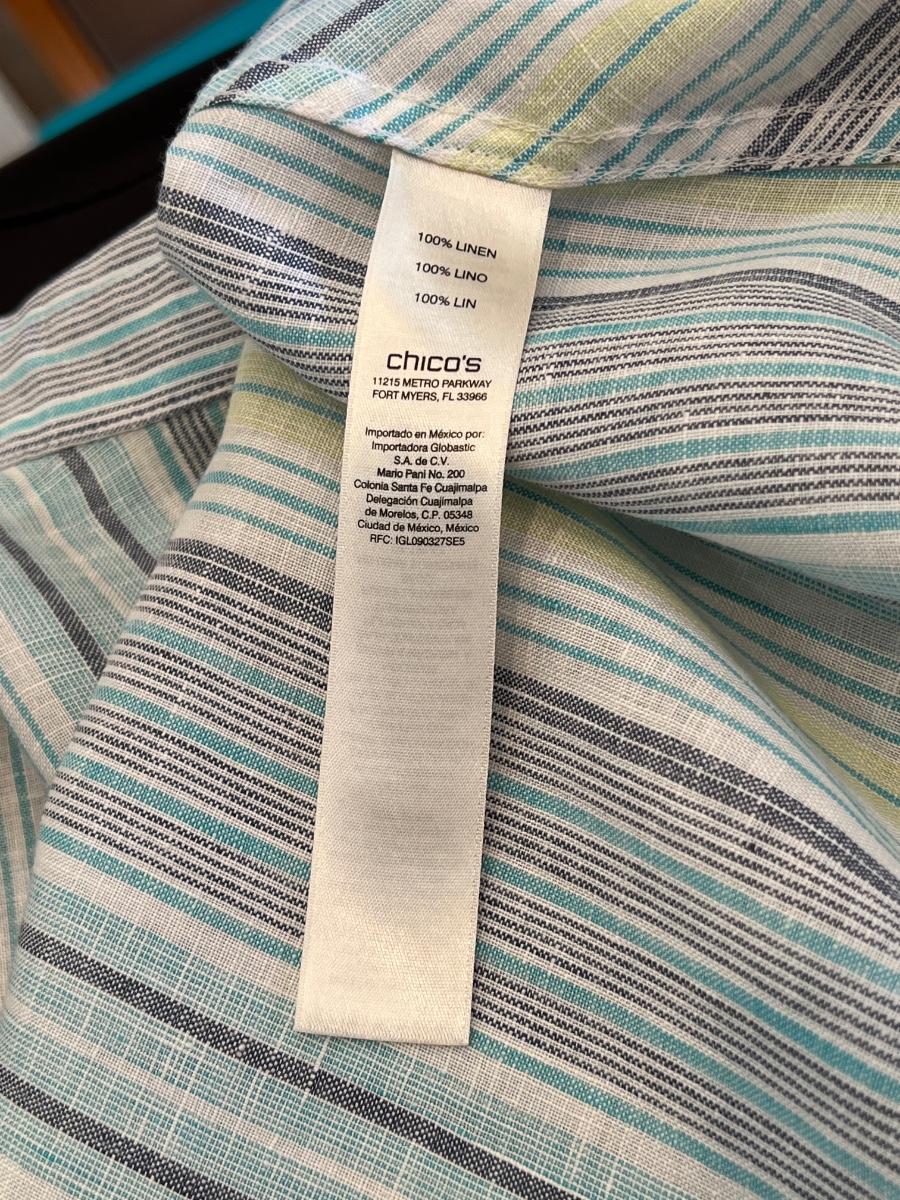 100% LINEN
100% LINO
100% LIN
chico's
11215 METRO PARKWAY
FORT MYERS, FL 33966
Importado en México por:
Importadora Globastic
S.A. de C.V.
Mario Pani No. 200
Colonia Santa Fe Cuajimalpa
Delegación Cuajimalpa
de Morelos, C.P. 05348
Ciudad de México, México
RFC: IGL090327SE5